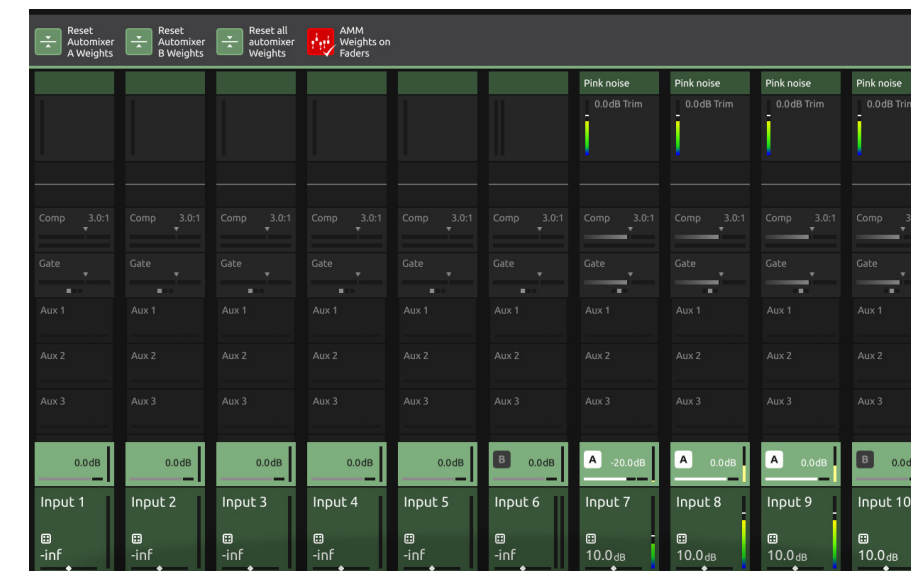 Reset
Automixer
A Weights
Reset
Automixer
B Weights
Reset all
automixer
Weights
AMM
Weights on
Faders
Pink noise Pink noise Pink noise Pink noise
0.0dB Trim 0.0dB Trim 0.0dB Trim 0.0dB Trim
Comp 3.0:1 Comp 3.0:1 Comp 3.0:1 Comp 3.0:1 Comp 3.0:1 Comp 3.0:1 Comp 3.0:1 Comp 3.0:1 Comp 3.0:1 Comp 3
Gate Gate Gate Gate Gate Gate Gate Gate Gate Gate
Aux 1 Aux 1 Aux 1 Aux 1 Aux 1 Aux 1 Aux 1 Aux 1 Aux 1 Aux 1
Aux 2 Aux 2 Aux 2 Aux 2 Aux 2 Aux 2 Aux 2 Aux 2 Aux 2 Aux 2
Aux 3 Aux 3 Aux 3 Aux 3 Aux 3 Aux 3 Aux 3 Aux 3 Aux 3 Aux 3
0.0dB 0.0dB 0.0dB 0.0dB 0.0dB B 0.0dB A -20.0dB A 0.0dB A 0.0dB B 0.0d
Input 1 Input 2 Input 3 Input 4 Input 5 Input 6 Input 7 Input 8 Input 9 Input 10
-inf -inf -inf -inf -inf -inf 10.0dB 10.0dB 10.0dB 10.0dB